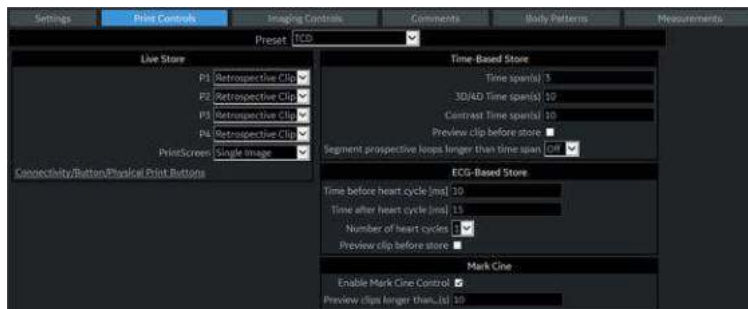 Settings
Print Controls
Imaging Controls
Comments
Body Patterns
Measurements
Preset TCD
Live Store
P1 Retrospective Clip
P2 Retrospective Clip
P3 Retrospective Clip
P4 Retrospective Clip
PrintScreen Single Image
Connectivity/Button/Physical Print Buttons
Time-Based Store
Time span(s) 3
3D/4D Time span(s) 10
Contrast Time span(s) 10
Preview clip before store
Segment prospective loops longer than time span Off
ECG-Based Store
Time before heart cycle [ms] 10
Time after heart cycle [ms] 15
Number of heart cycles 1
Preview clip before store
Mark Cine
Enable Mark Cine Control
Preview clips longer than...(s) 10